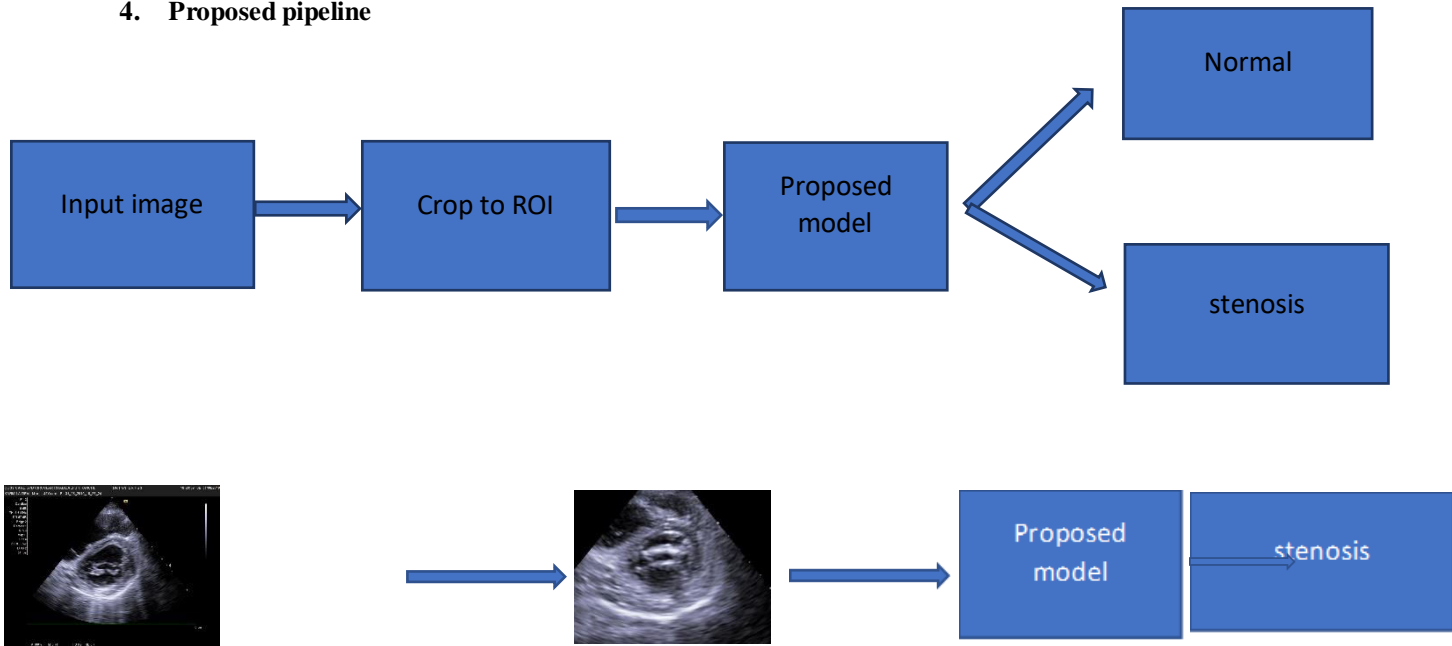 4. Proposed pipeline
Normal
Input image
Crop to ROI
Proposed
model
stenosis
Proposed
model
stenosis